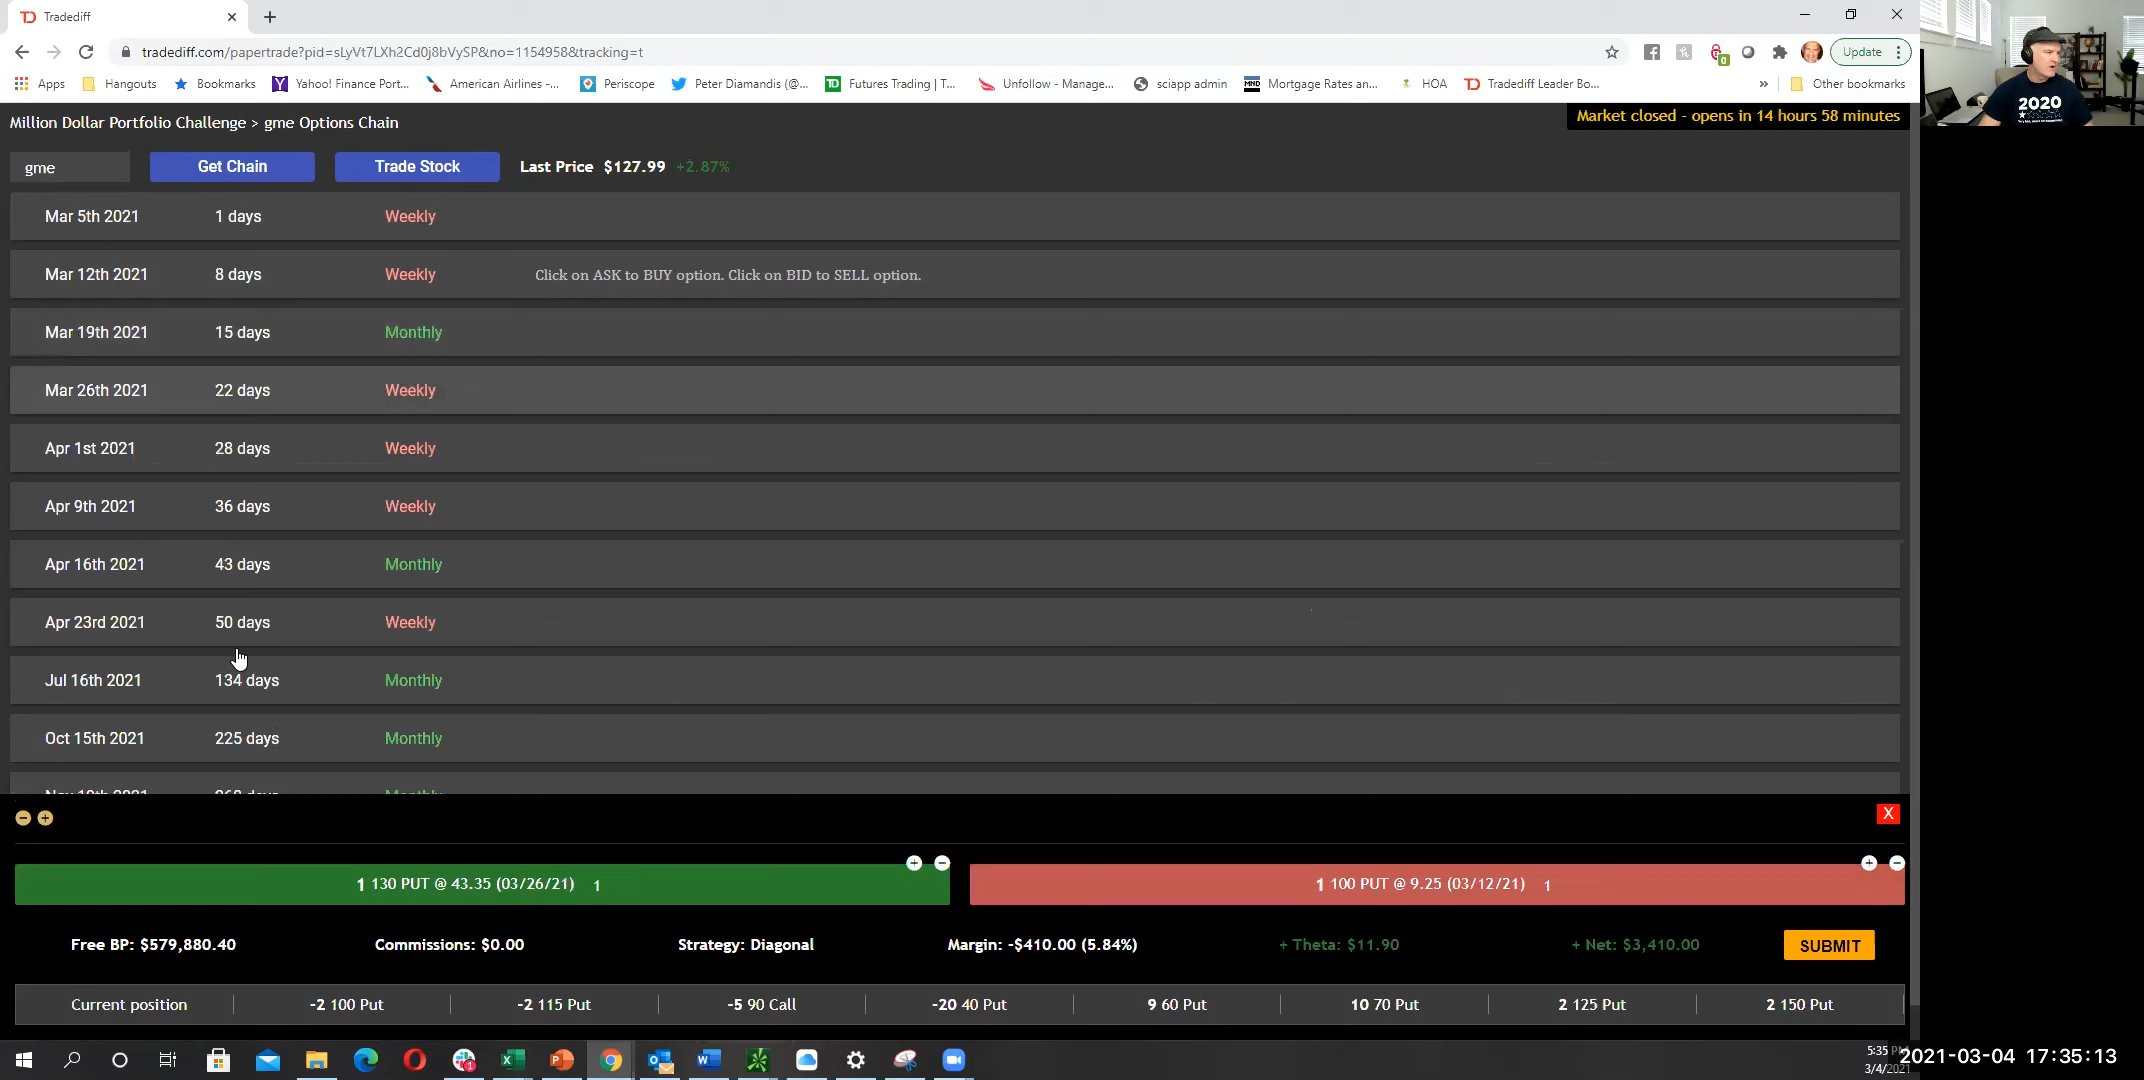 Tradediff
tradediff.com/papertrade?pid=sLyVt7LXh2Cd0j8bVySP&no=1154958&tracking=t
Update
Apps Hangouts Bookmarks Yahoo! Finance Port... American Airlines -... Periscope Peter Diamandis (@... Futures Trading | T... Unfollow - Manage... sciapp admin Mortgage Rates an... HOA Tradediff Leader Bo... » Other bookmarks
2020
Million Dollar Portfolio Challenge > gme Options Chain
Market closed - opens in 14 hours 58 minutes
gme Get Chain Trade Stock Last Price $127.99 +2.87%
Mar 5th 2021 1 days Weekly
Mar 12th 2021 8 days Weekly Click on ASK to BUY option. Click on BID to SELL option.
Mar 19th 2021 15 days Monthly
Mar 26th 2021 22 days Weekly
Apr 1st 2021 28 days Weekly
Apr 9th 2021 36 days Weekly
Apr 16th 2021 43 days Monthly
Apr 23rd 2021 50 days Weekly
Jul 16th 2021 134 days Monthly
Oct 15th 2021 225 days Monthly
X
1 130 PUT @ 43.35 (03/26/21) 1
1 100 PUT @ 9.25 (03/12/21) 1
Free BP: $579,880.40 Commissions: $0.00 Strategy: Diagonal Margin: -$410.00 (5.84%) + Theta: $11.90 + Net: $3,410.00 SUBMIT
Current position -2 100 Put -2 115 Put -5 90 Call -20 40 Put 9 60 Put 10 70 Put 2 125 Put 2 150 Put
5:35 PM
3/4/2021
2021-03-04 17:35:13